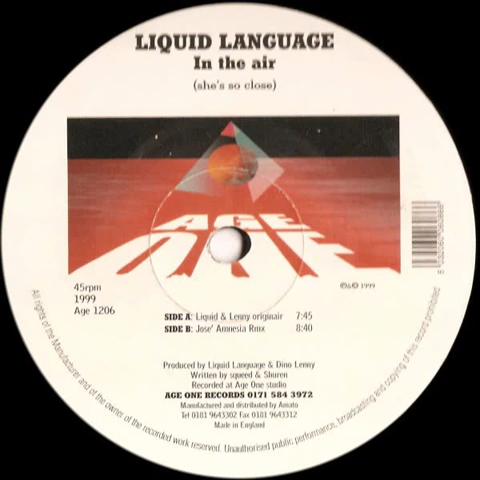 LIQUID LANGUAGE
In the air
(she's so close)
AGE
ONE
45rpm
1999
Age 1206
℗&© 1999
SIDE A: Liquid & Lenny originair 7:45
SIDE B: Jose' Amnesia Rmx 8:40
Produced by Liquid Language & Dino Lenny
Written by squeed & Shuren
Recorded at Age One studio
AGE ONE RECORDS 0171 584 3972
Manufactured and distributed by Amato
Tel 0181 9643302 Fax 0181 9643312
Made in England
All rights of the Manufacturer and of the owner of the recorded work reserved. Unauthorised public performance, broadcasting and copying of this record prohibited